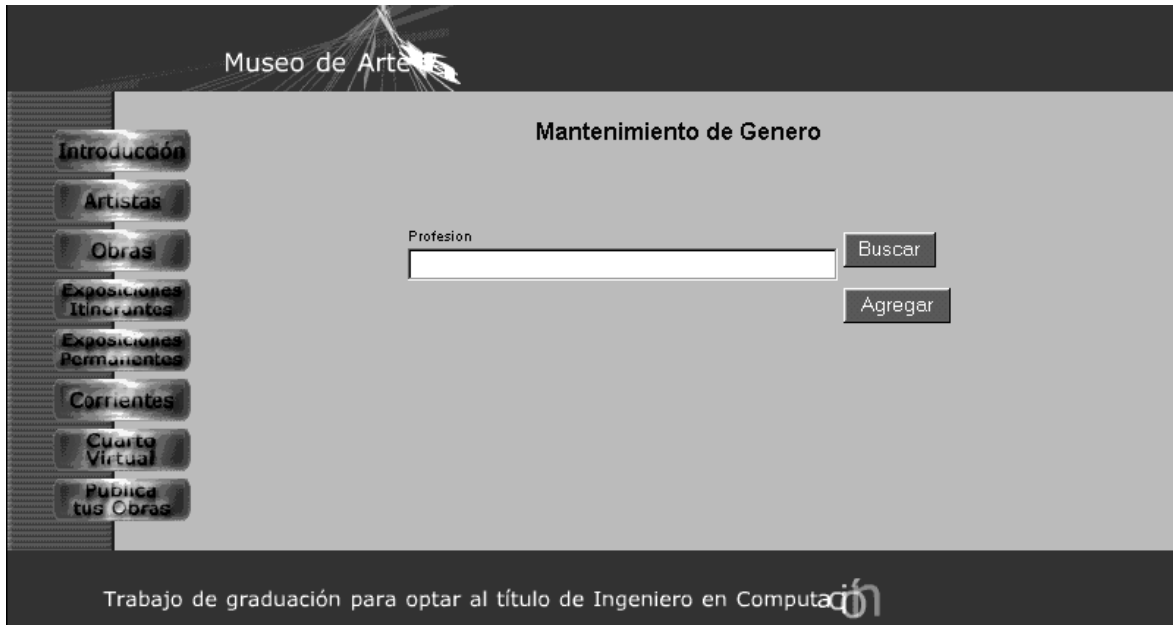 Museo de Arte
Mantenimiento de Genero
Introducción
Artistas
Obras
Exposiciones
Itinerantes
Exposiciones
Permanentes
Corrientes
Cuarto
Virtual
Publica
tus Obras
Profesion
Buscar
Agregar
Trabajo de graduación para optar al título de Ingeniero en Computación